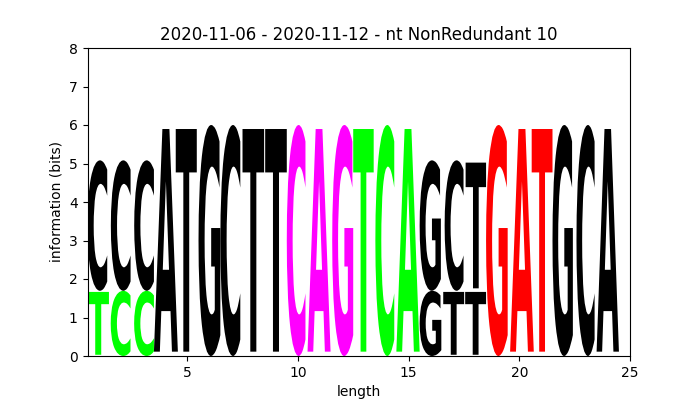 2020-11-06 - 2020-11-12 - nt NonRedundant 10
information (bits)
8
7
6
5
4
3
2
1
0
CCCATGCTTCAGTCAGCTGATGCA
TCC
GTT
5 10 15 20 25
length